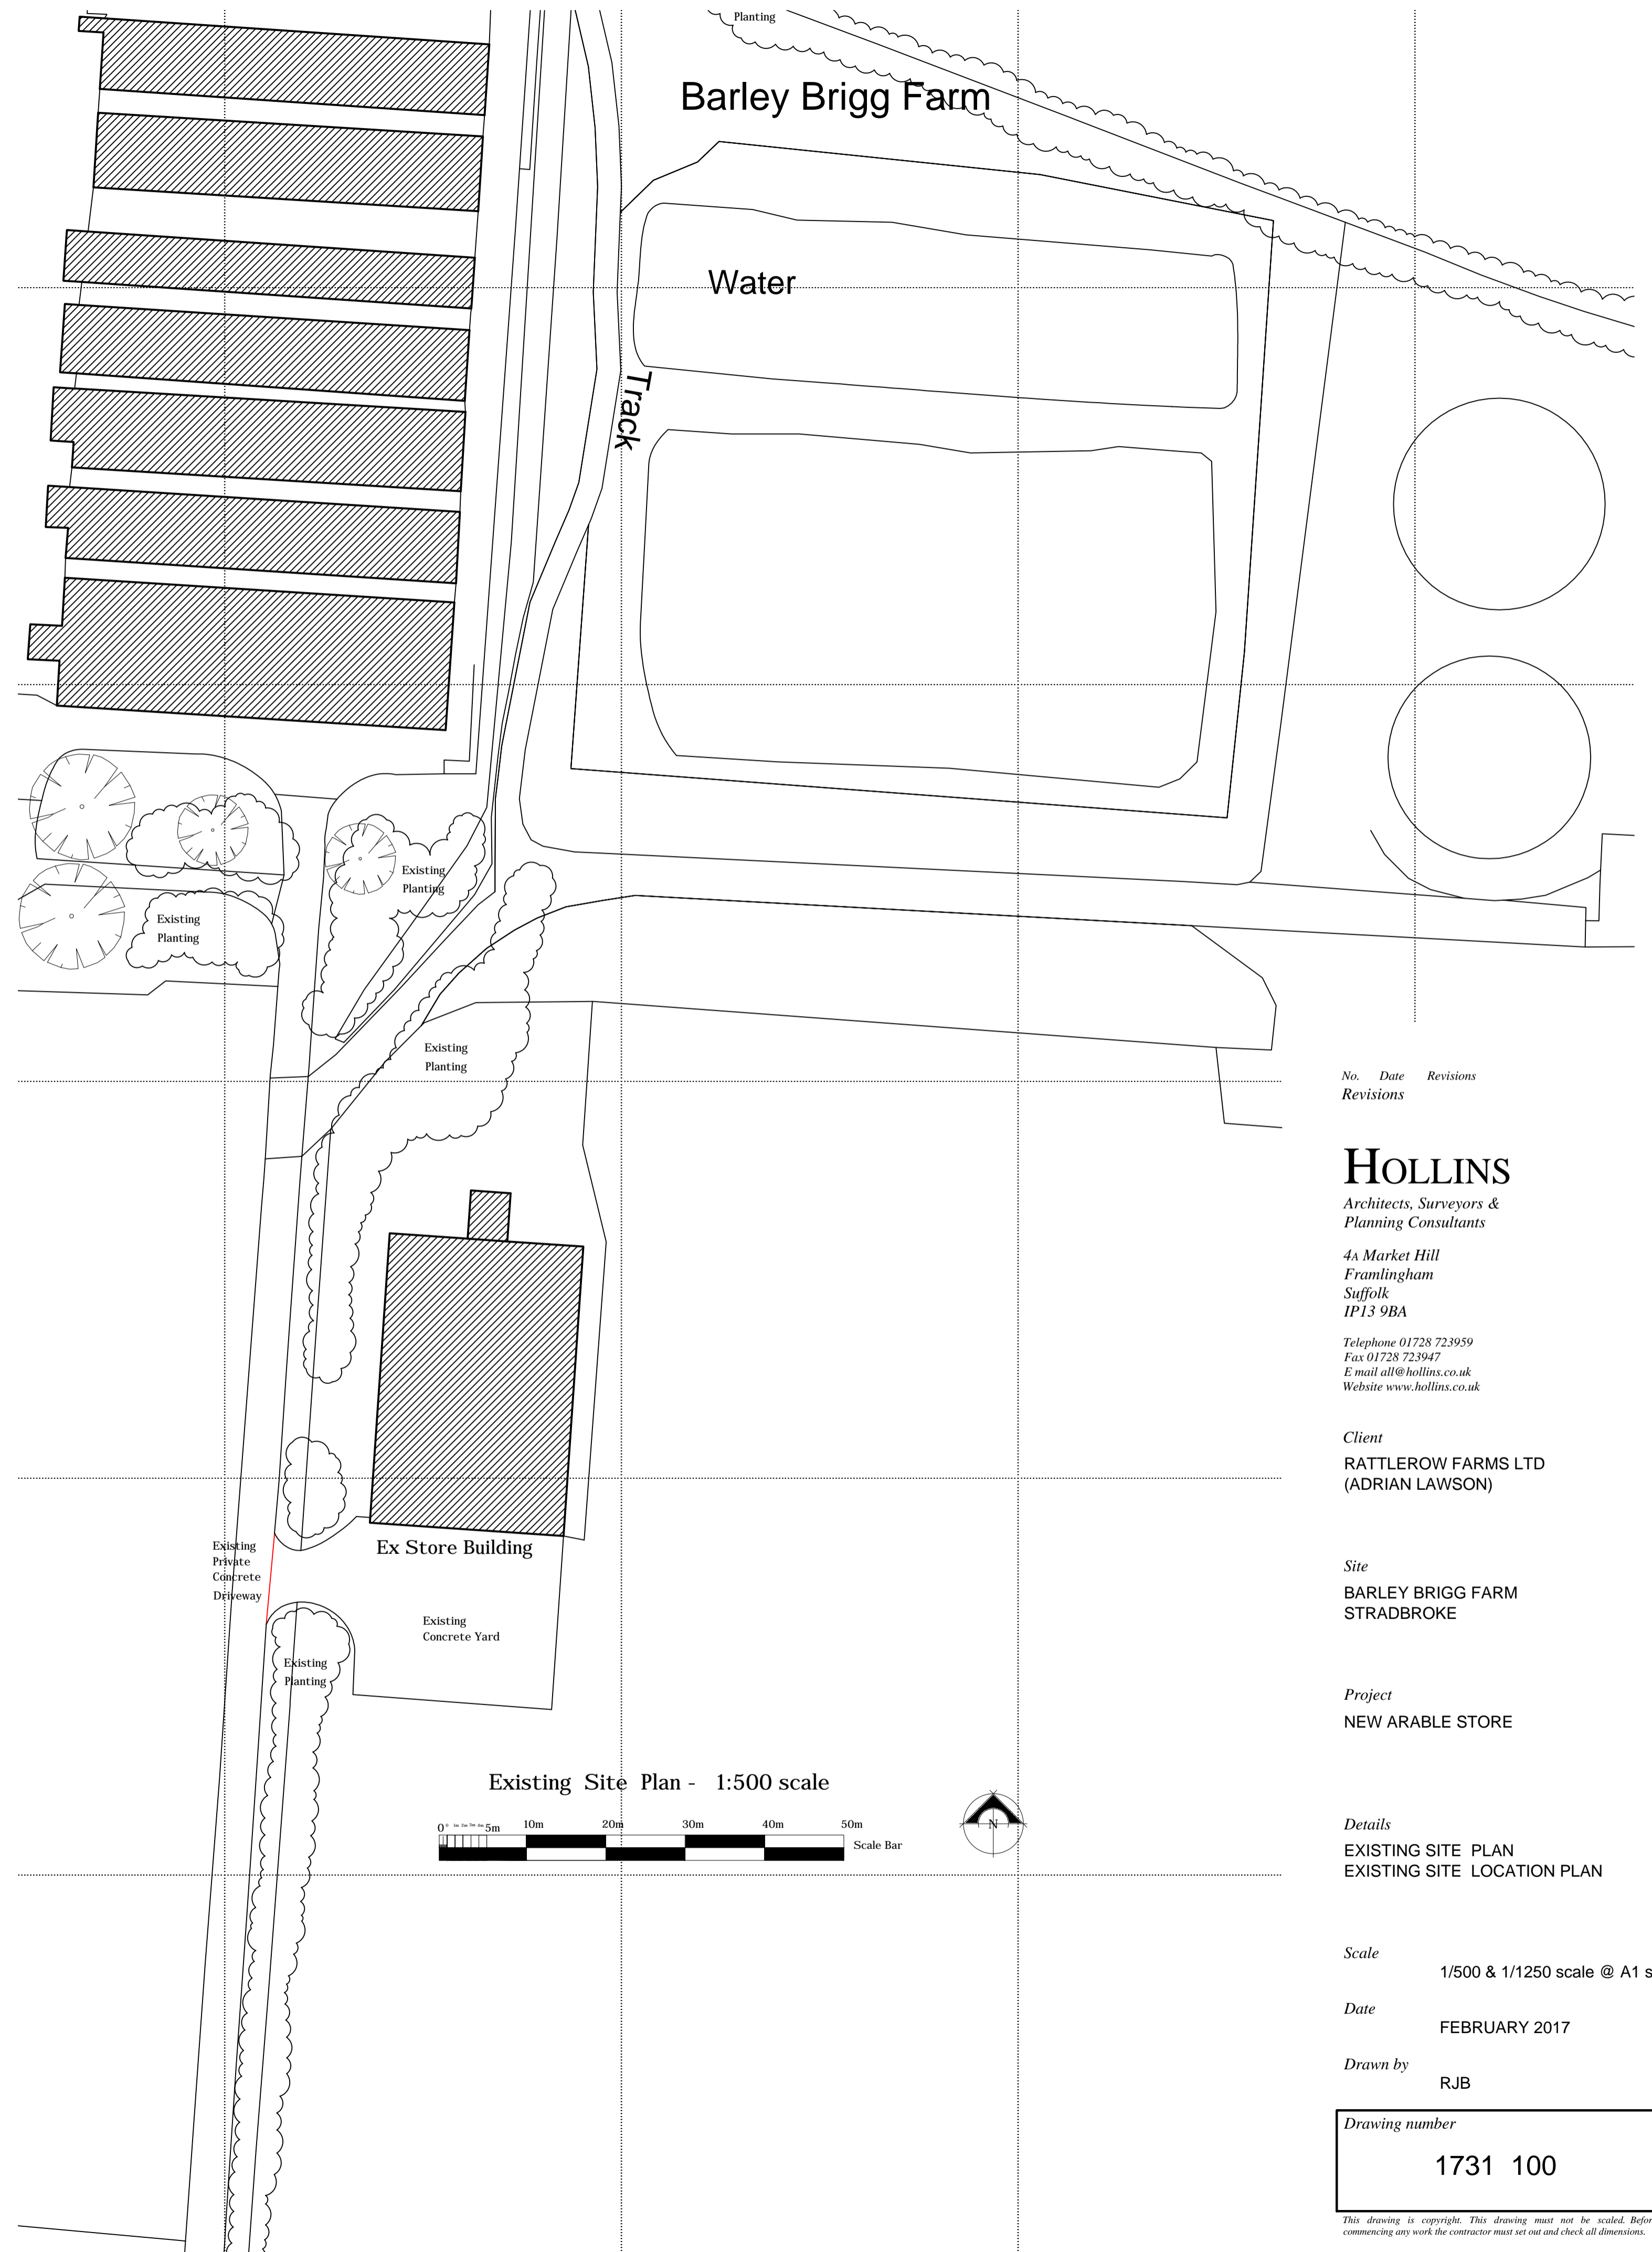 Planting
Barley Brigg Farm
Water
Track
Existing
Planting
Existing
Planting
Existing
Planting
Ex Store Building
Existing
Private
Concrete
Driveway
Existing
Concrete Yard
Existing
Planting
Existing Site Plan - 1:500 scale
0 0 1m 2m 3m 4m 5m 10m 20m 30m 40m 50m
Scale Bar
N
No. Date Revisions
Revisions
HOLLINS
Architects, Surveyors &
Planning Consultants
4A Market Hill
Framlingham
Suffolk
IP13 9BA
Telephone 01728 723959
Fax 01728 723947
E mail all@hollins.co.uk
Website www.hollins.co.uk
Client
RATTLEROW FARMS LTD
(ADRIAN LAWSON)
Site
BARLEY BRIGG FARM
STRADBROKE
Project
NEW ARABLE STORE
Details
EXISTING SITE PLAN
EXISTING SITE LOCATION PLAN
Scale
1/500 & 1/1250 scale @ A1 s
Date
FEBRUARY 2017
Drawn by
RJB
Drawing number
1731 100
This drawing is copyright. This drawing must not be scaled. Befor
commencing any work the contractor must set out and check all dimensions.